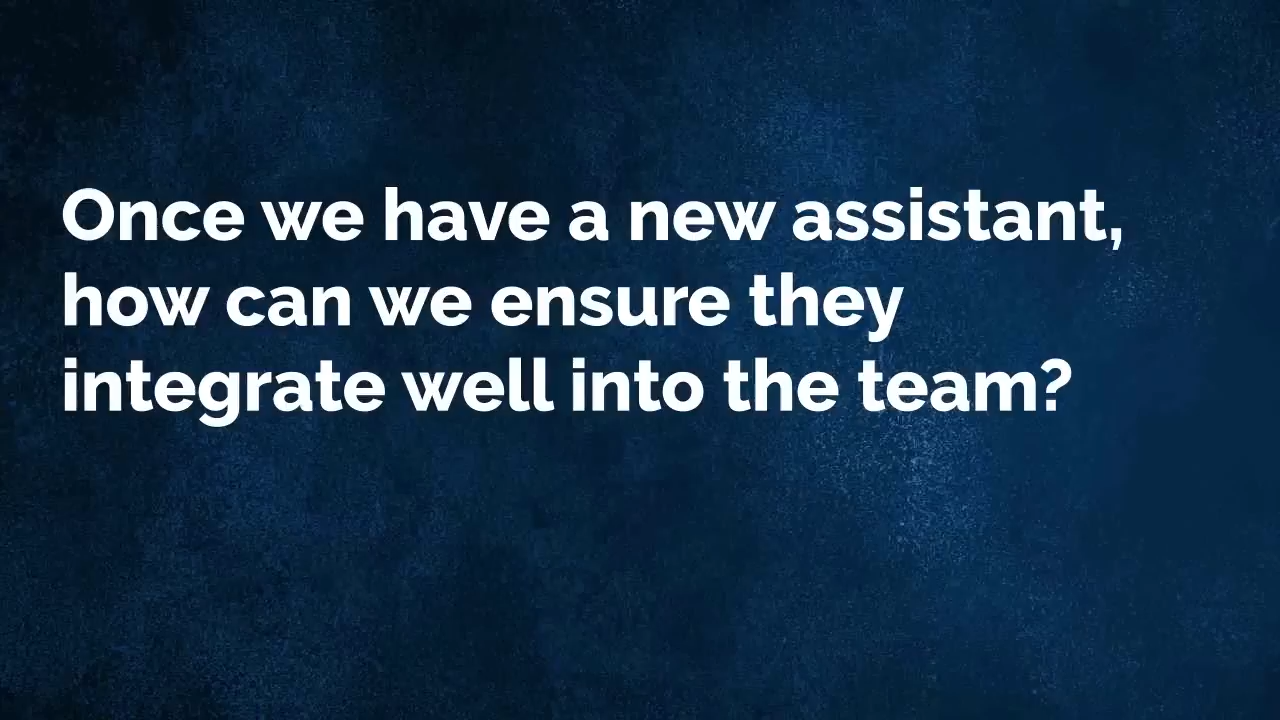 Once we have a new assistant,
how can we ensure they
integrate well into the team?